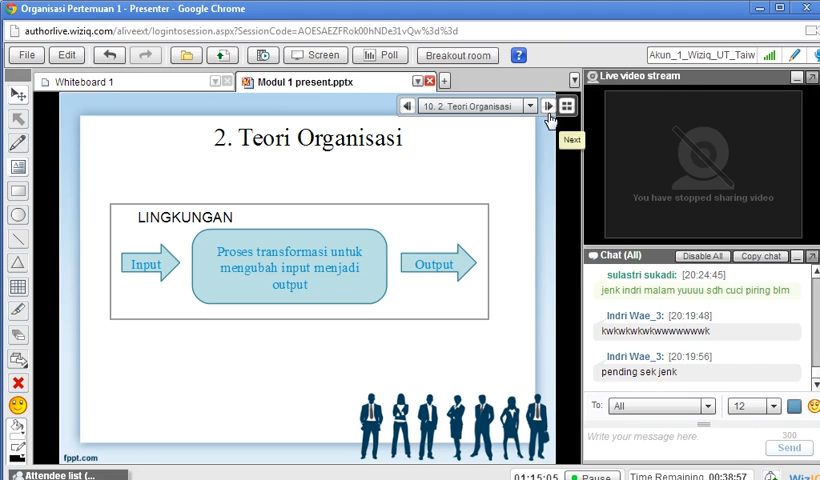 Organisasi Pertemuan 1 - Presenter - Google Chrome
authorlive.wiziq.com/aliveext/logintosession.aspx?SessionCode=AOESAEZFRok00hNDe31vQw%3d%3d
File Edit Screen Poll Breakout room ? Akun_1_Wiziq_UT_Taiw
Whiteboard 1 Modul 1 present.pptx
10. 2. Teori Organisasi
Next
2. Teori Organisasi
LINGKUNGAN
Input
Proses transformasi untuk
mengubah input menjadi
output
Output
fppt.com
Live video stream
You have stopped sharing video
Chat (All) Disable All Copy chat
sulastri sukadi: [20:24:45]
jenk indri malam yuuuu sdh cuci piring blm
Indri Wae_3: [20:19:48]
kwkwkwkwkwwwwwwwk
Indri Wae_3: [20:19:56]
pending sek jenk
To: All 12
Write your message here. 300
Send
Attendee list (... 01:15:05 Pause Time Remaining 00:38:57